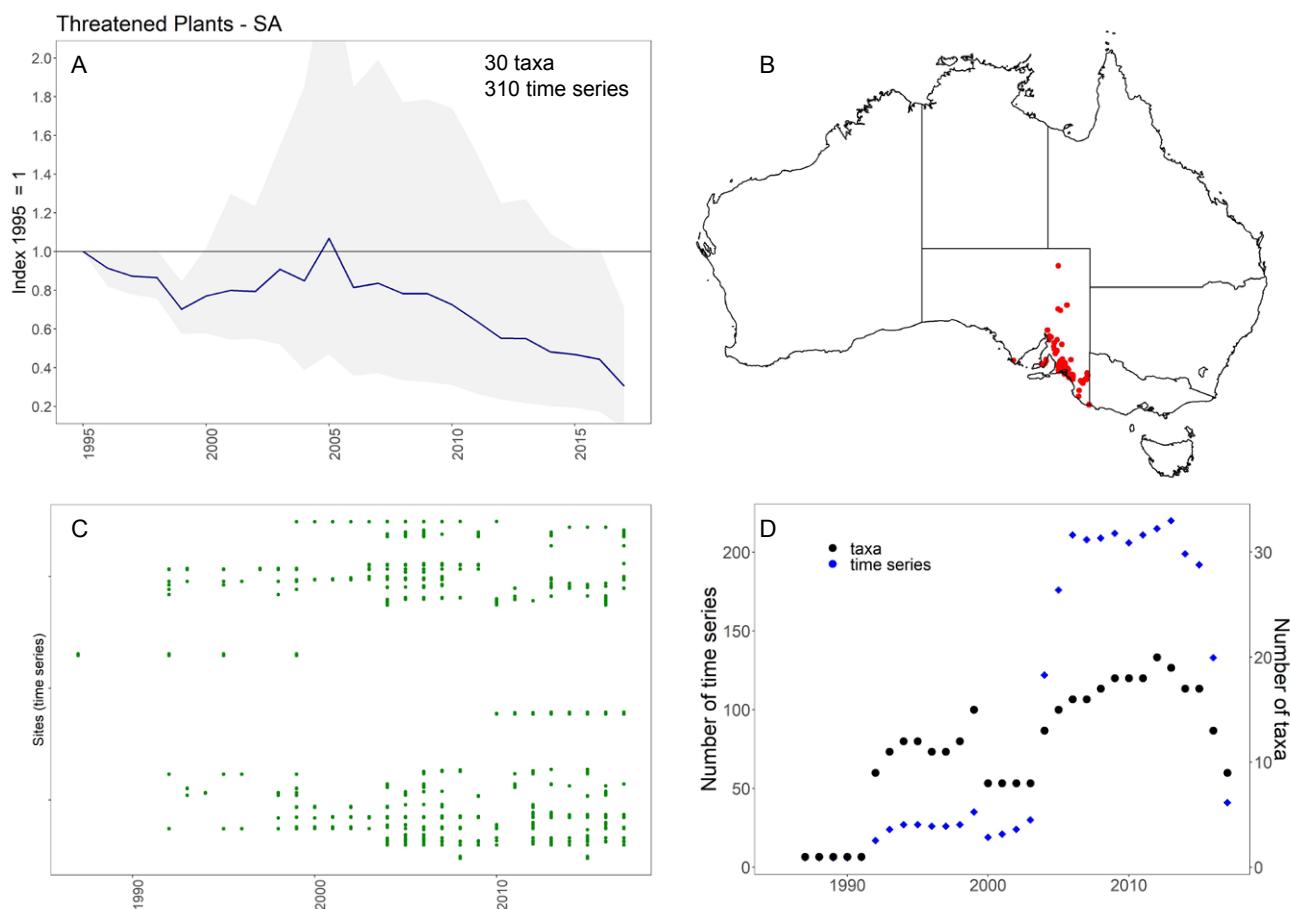 Threatened Plants - SA
A
30 taxa
310 time series
Index 1995 = 1
2.0
1.8
1.6
1.4
1.2
1.0
0.8
0.6
0.4
0.2
1995
2000
2005
2010
2015
B
C
Sites (time series)
1990
2000
2010
D
taxa
time series
Number of time series
200
150
100
50
0
Number of taxa
30
20
10
0
1990
2000
2010